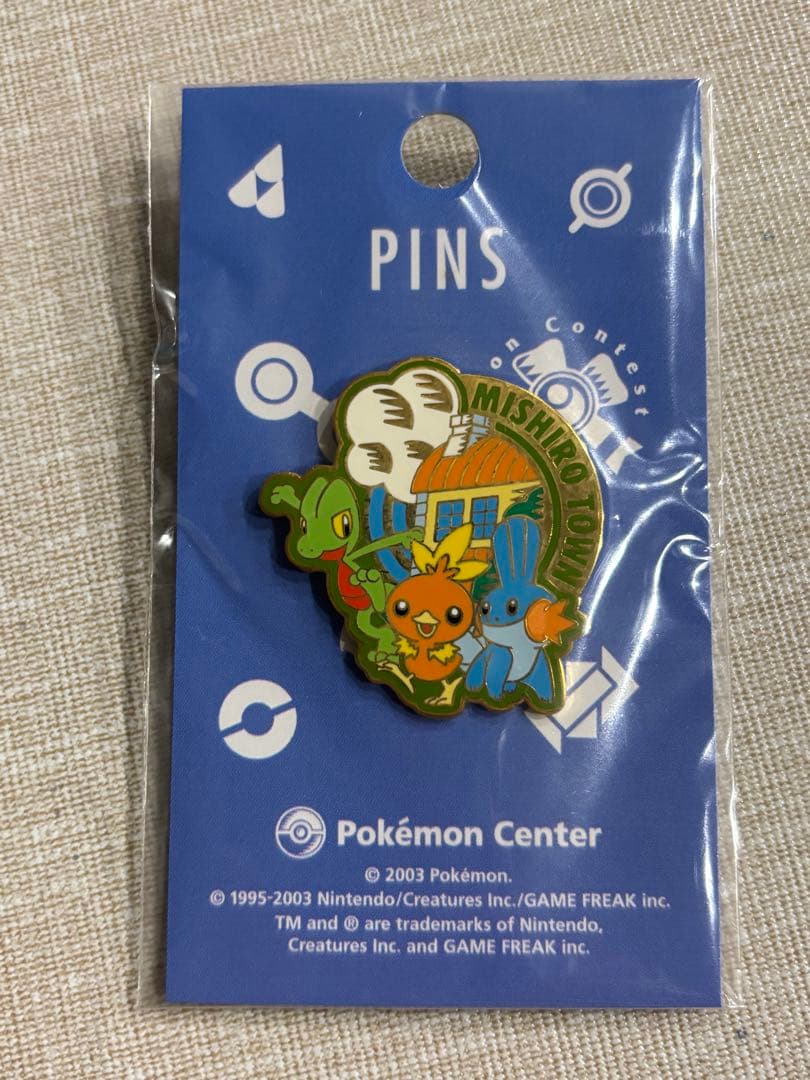 PINS
on Contest
MISHIRO TOWN
Pokémon Center
© 2003 Pokémon.
© 1995-2003 Nintendo/Creatures Inc./GAME FREAK inc.
TM and ® are trademarks of Nintendo,
Creatures Inc. and GAME FREAK inc.